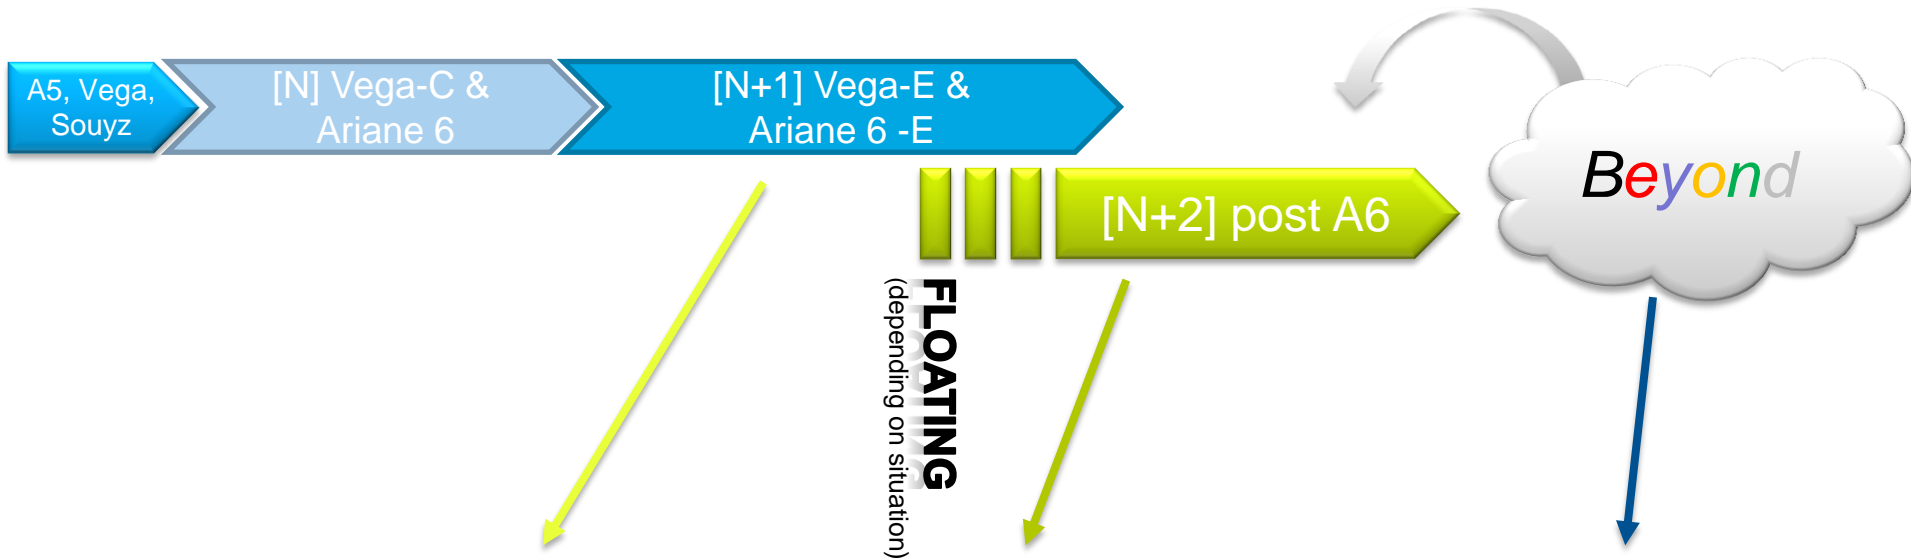 A5, Vega,
Souyz
[N] Vega-C &
Ariane 6
[N+1] Vega-E &
Ariane 6 -E
[N+2] post A6
Beyond
FLOATING
(depending on situation)